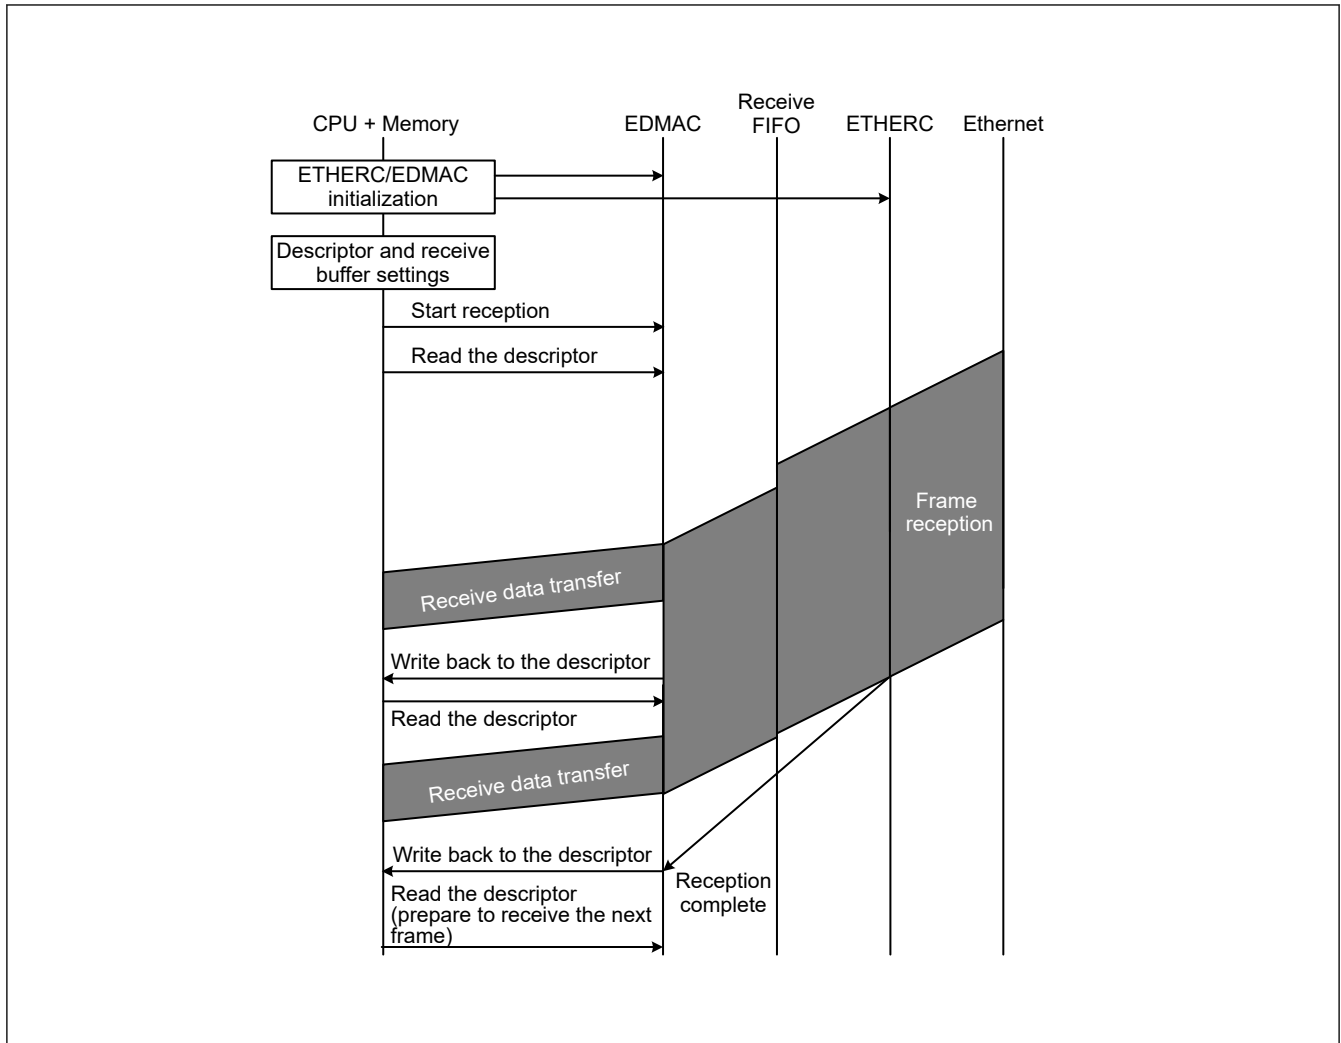 Receive
CPU + Memory
EDMAC
FIFO
ETHERC
Ethernet
ETHERC/EDMAC
initialization
Descriptor and receive
buffer settings
Start reception
Read the descriptor
Frame
reception
Receive data transfer
Write back to the descriptor
Read the descriptor
Receive data transfer
Write back to the descriptor
Reception
complete
Read the descriptor
(prepare to receive the next
frame)